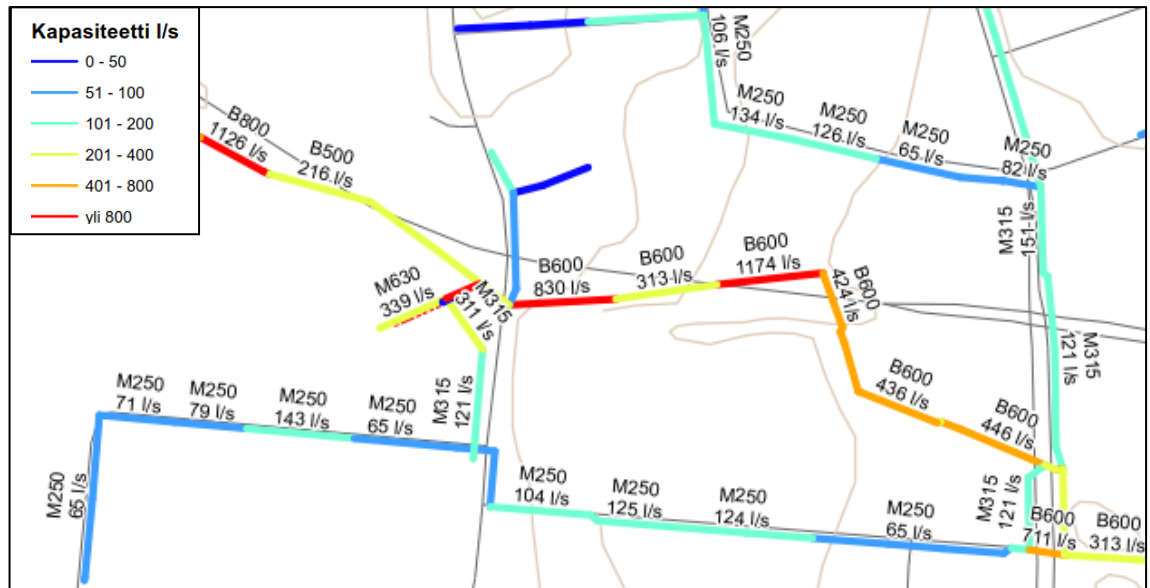 Kapasiteetti l/s
0 - 50
51 - 100
101 - 200
201 - 400
401 - 800
yli 800
M250
106 l/s
M250
134 l/s
M250
126 l/s
M250
65 l/s
M250
82 l/s
B800
1126 l/s
B500
216 l/s
M315
151 l/s
M630
339 l/s
M315
311 l/s
B600
830 l/s
B600
313 l/s
B600
1174 l/s
B600
424 l/s
M315
121 l/s
B600
436 l/s
B600
446 l/s
M250
71 l/s
M250
79 l/s
M250
143 l/s
M250
65 l/s
M315
121 l/s
M250
65 l/s
M250
104 l/s
M250
125 l/s
M250
124 l/s
M250
65 l/s
M315
121 l/s
B600
711 l/s
B600
313 l/s